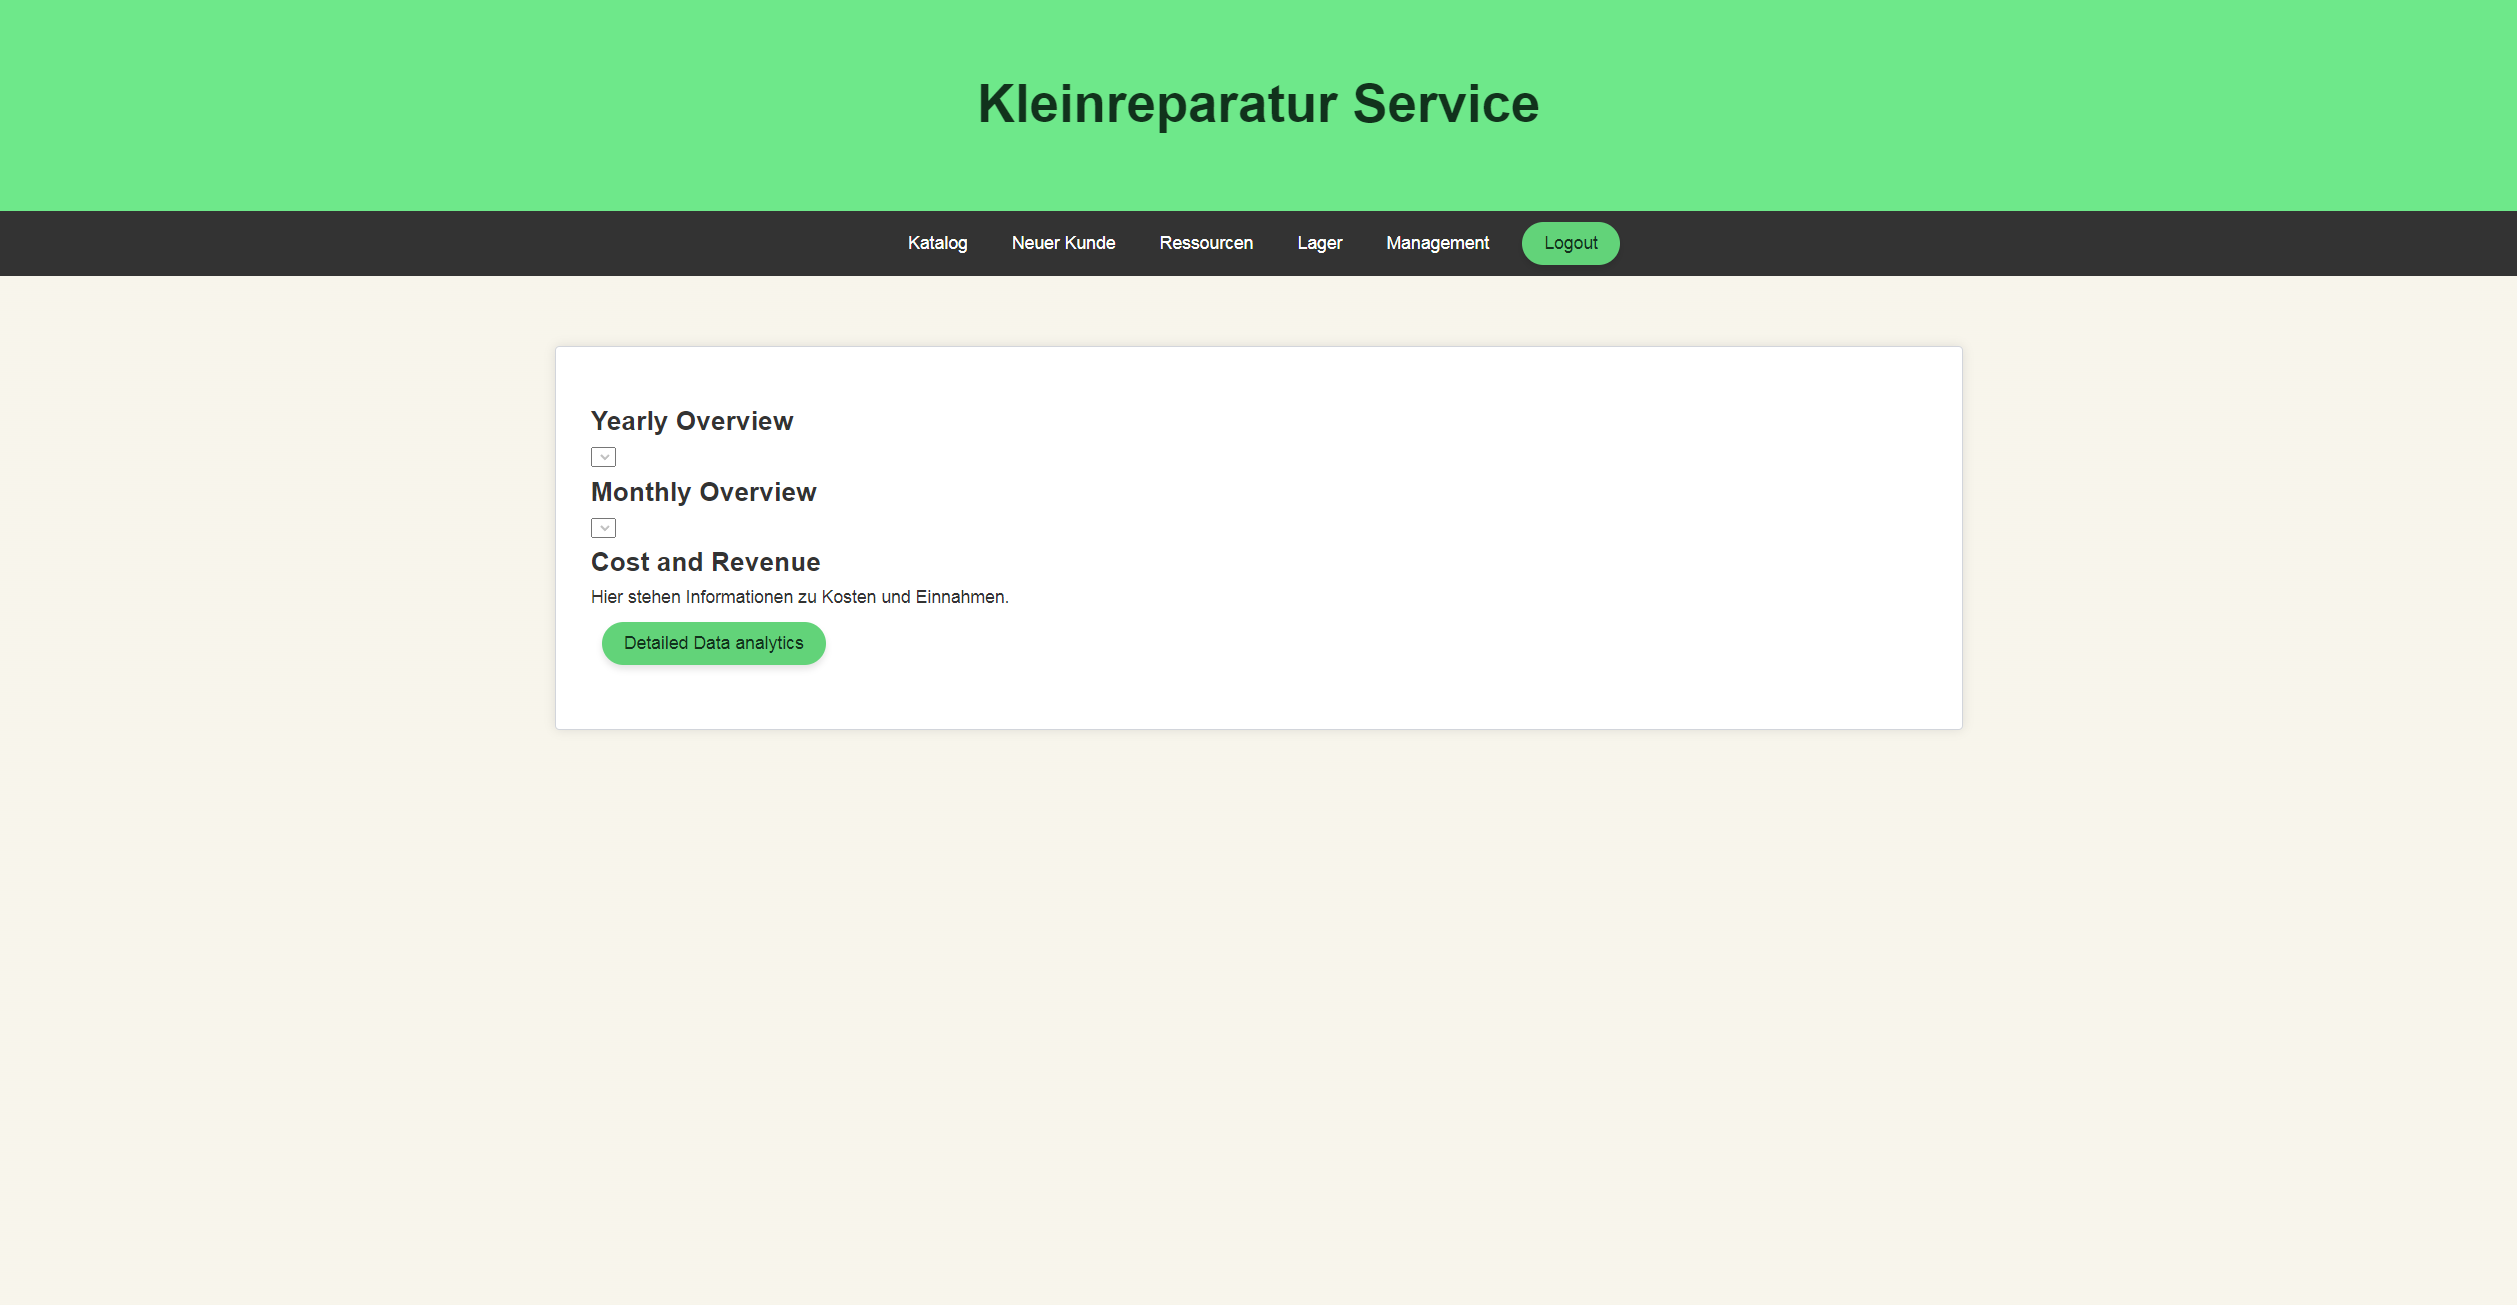 Kleinreparatur Service
Katalog Neuer Kunde Ressourcen Lager Management Logout
Yearly Overview
Monthly Overview
Cost and Revenue
Hier stehen Informationen zu Kosten und Einnahmen.
Detailed Data analytics